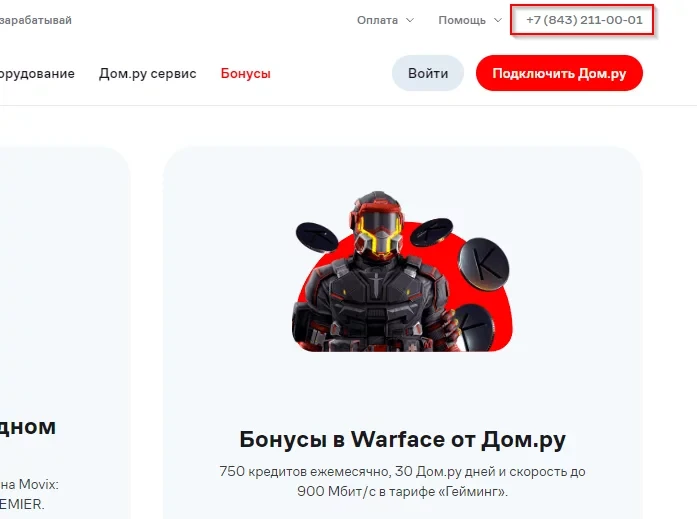 зарабатывай
Оплата
Помощь
+7 (843) 211-00-01
орудование
Дом.ру сервис
Бонусы
Войти
Подключить Дом.ру
дном
на Movix:
EMIER.
K
K
Бонусы в Warface от Дом.ру
750 кредитов ежемесячно, 30 Дом.ру дней и скорость до
900 Мбит/с в тарифе «Гейминг».